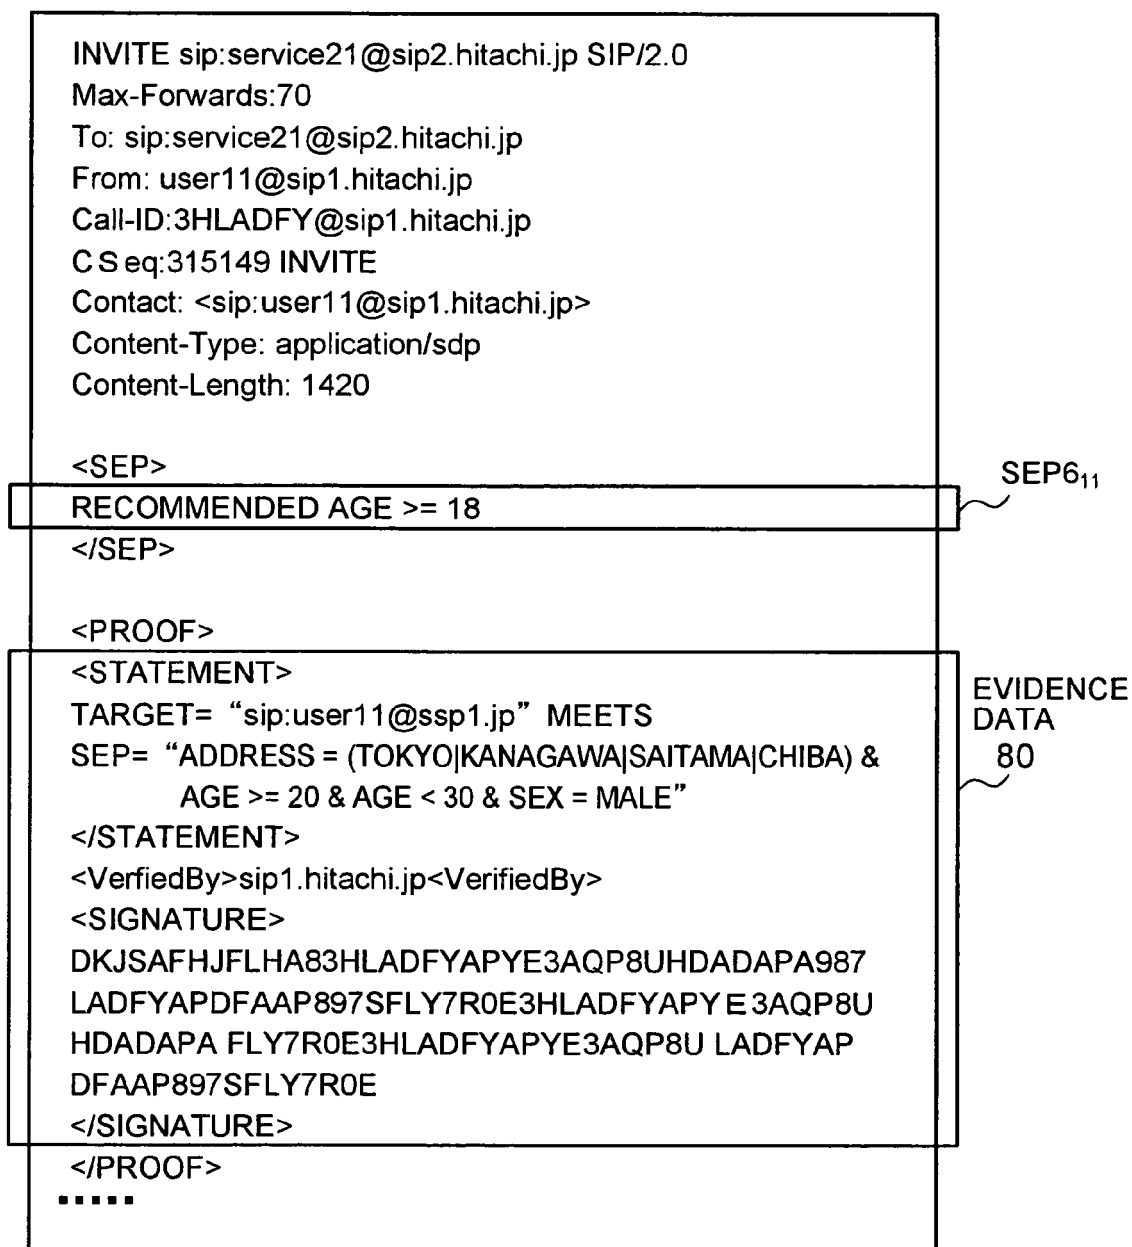 INVITE sip:service21@sip2.hitachi.jp SIP/2.0
Max-Forwards:70
To: sip:service21@sip2.hitachi.jp
From: user11@sip1.hitachi.jp
Call-ID:3HLADFY@sip1.hitachi.jp
CSeq:315149 INVITE
Contact: <sip:user11@sip1.hitachi.jp>
Content-Type: application/sdp
Content-Length: 1420
<SEP>
RECOMMENDED AGE >= 18
</SEP>
SEP6₁₁
<PROOF>
<STATEMENT>
TARGET= “sip:user11@ssp1.jp” MEETS
SEP= “ADDRESS = (TOKYO|KANAGAWA|SAITAMA|CHIBA) &
AGE >= 20 & AGE < 30 & SEX = MALE”
</STATEMENT>
<VerfiedBy>sip1.hitachi.jp<VerifiedBy>
<SIGNATURE>
DKJSAFHJFLHA83HLADFYAPYE3AQP8UHDADAPA987
LADFYAPDFAAP897SFLY7R0E3HLADFYAPYE3AQP8U
HDADAPA FLY7R0E3HLADFYAPYE3AQP8U LADFYAP
DFAAP897SFLY7R0E
</SIGNATURE>
</PROOF>
▪▪▪▪▪
EVIDENCE
DATA
80